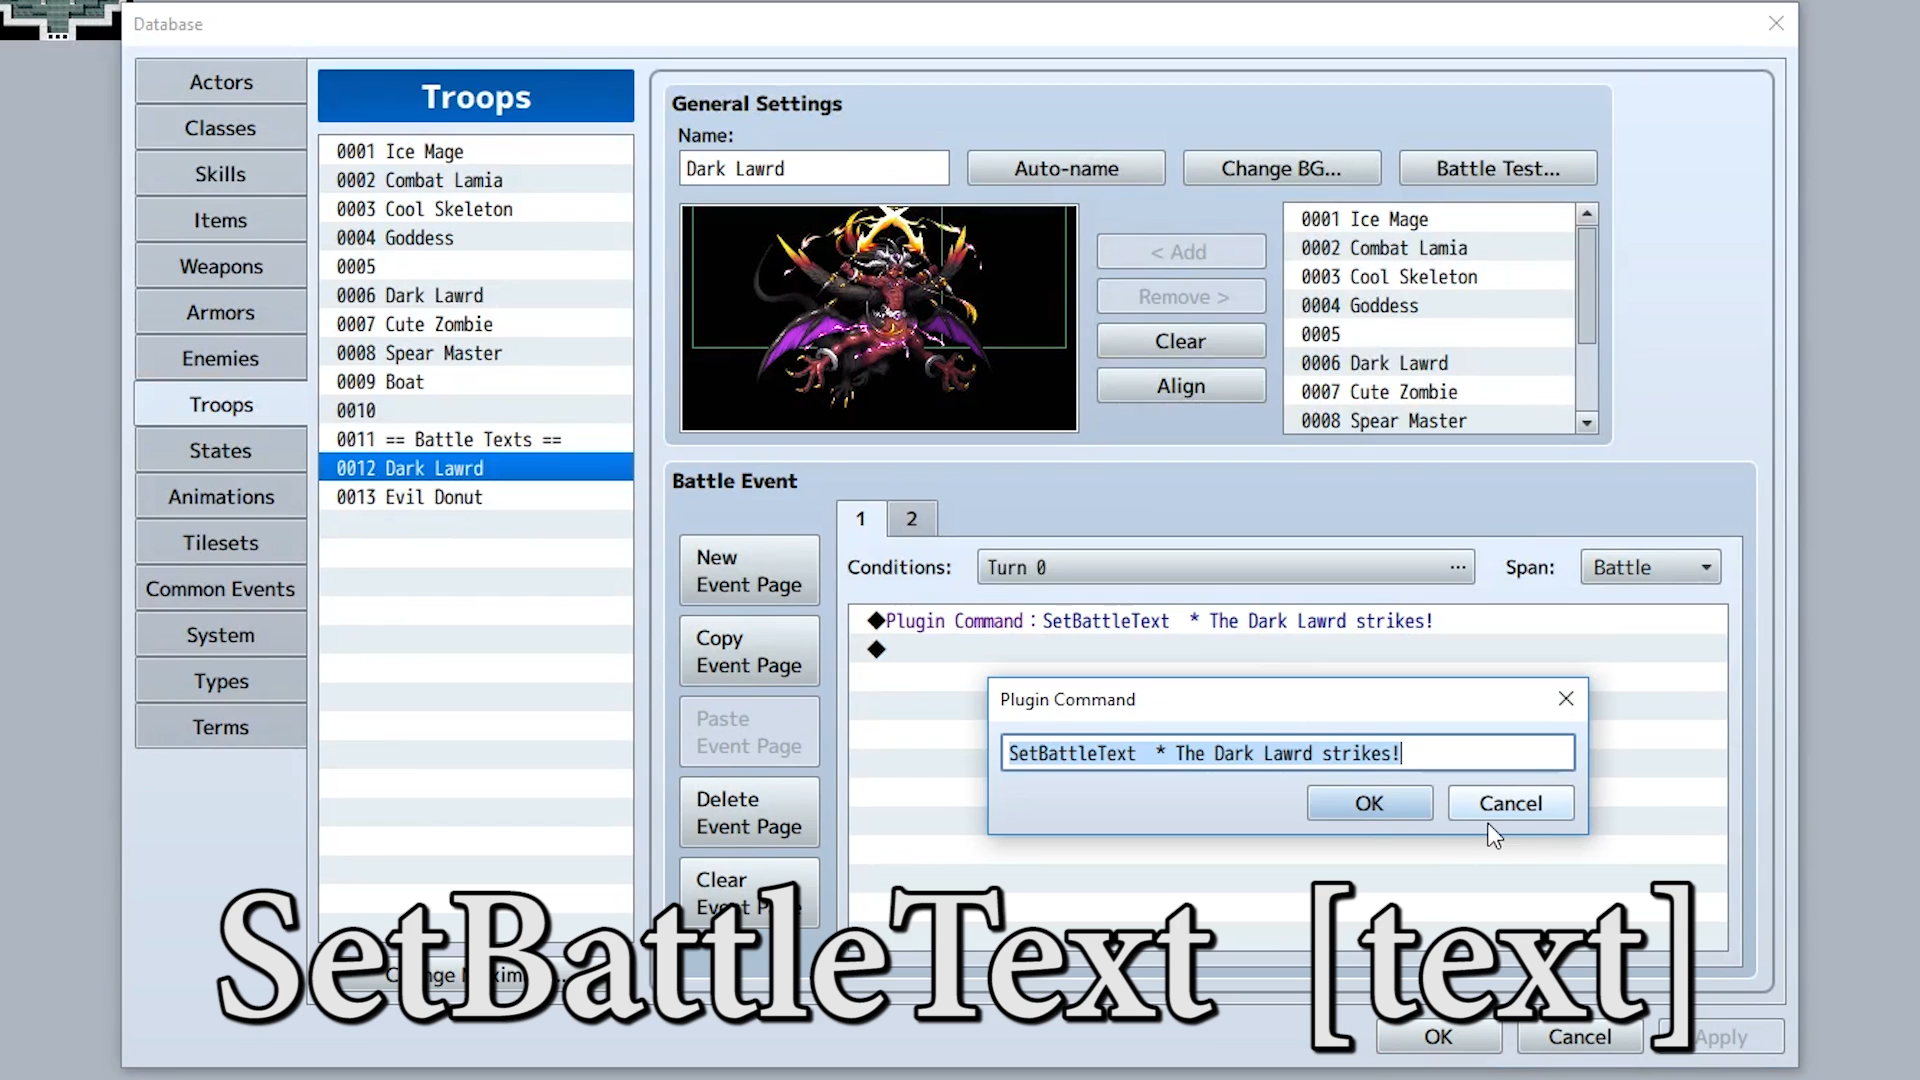 Database
Actors
Classes
Skills
Items
Weapons
Armors
Enemies
Troops
States
Animations
Tilesets
Common Events
System
Types
Terms
Troops
0001 Ice Mage
0002 Combat Lamia
0003 Cool Skeleton
0004 Goddess
0005
0006 Dark Lawrd
0007 Cute Zombie
0008 Spear Master
0009 Boat
0010
0011 == Battle Texts ==
0012 Dark Lawrd
0013 Evil Donut
General Settings
Name:
Dark Lawrd
Auto-name
Change BG...
Battle Test...
< Add
Remove >
Clear
Align
0001 Ice Mage
0002 Combat Lamia
0003 Cool Skeleton
0004 Goddess
0005
0006 Dark Lawrd
0007 Cute Zombie
0008 Spear Master
Battle Event
1 2
New
Event Page
Copy
Event Page
Paste
Event Page
Delete
Event Page
Clear
Conditions: Turn 0 ... Span: Battle
◆Plugin Command：SetBattleText  * The Dark Lawrd strikes!
◆
Plugin Command
SetBattleText  * The Dark Lawrd strikes!
OK Cancel
SetBattleText [text]
OK Cancel Apply